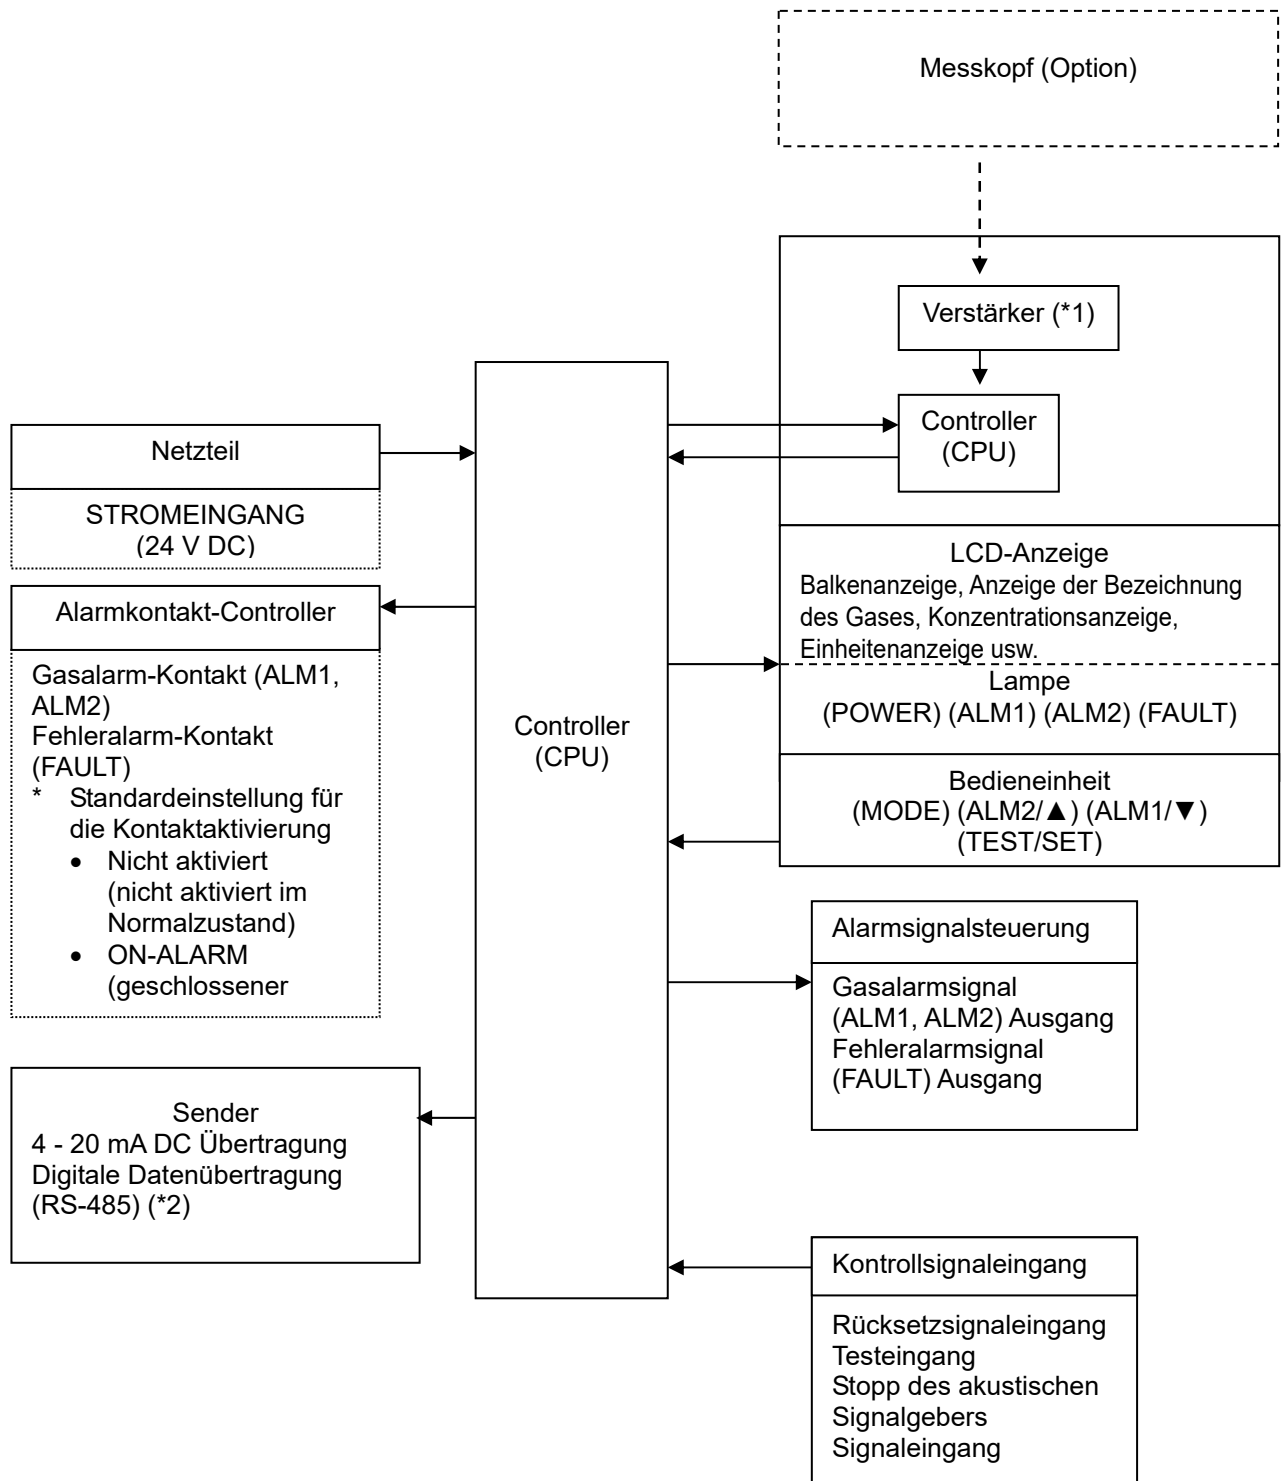 Messkopf (Option)
Verstärker (*1)
Controller
(CPU)
Netzteil
STROMEINGANG
(24 V DC)
Alarmkontakt-Controller
Gasalarm-Kontakt (ALM1,
ALM2)
Fehleralarm-Kontakt
(FAULT)
* Standardeinstellung für
die Kontaktaktivierung
• Nicht aktiviert
(nicht aktiviert im
Normalzustand)
• ON-ALARM
(geschlossener
Sender
4 - 20 mA DC Übertragung
Digitale Datenübertragung
(RS-485) (*2)
Controller
(CPU)
LCD-Anzeige
Balkenanzeige, Anzeige der Bezeichnung
des Gases, Konzentrationsanzeige,
Einheitenanzeige usw.
Lampe
(POWER) (ALM1) (ALM2) (FAULT)
Bedieneinheit
(MODE) (ALM2/▲) (ALM1/▼)
(TEST/SET)
Alarmsignalsteuerung
Gasalarmsignal
(ALM1, ALM2) Ausgang
Fehleralarmsignal
(FAULT) Ausgang
Kontrollsignaleingang
Rücksetzsignaleingang
Testeingang
Stopp des akustischen
Signalgebers
Signaleingang